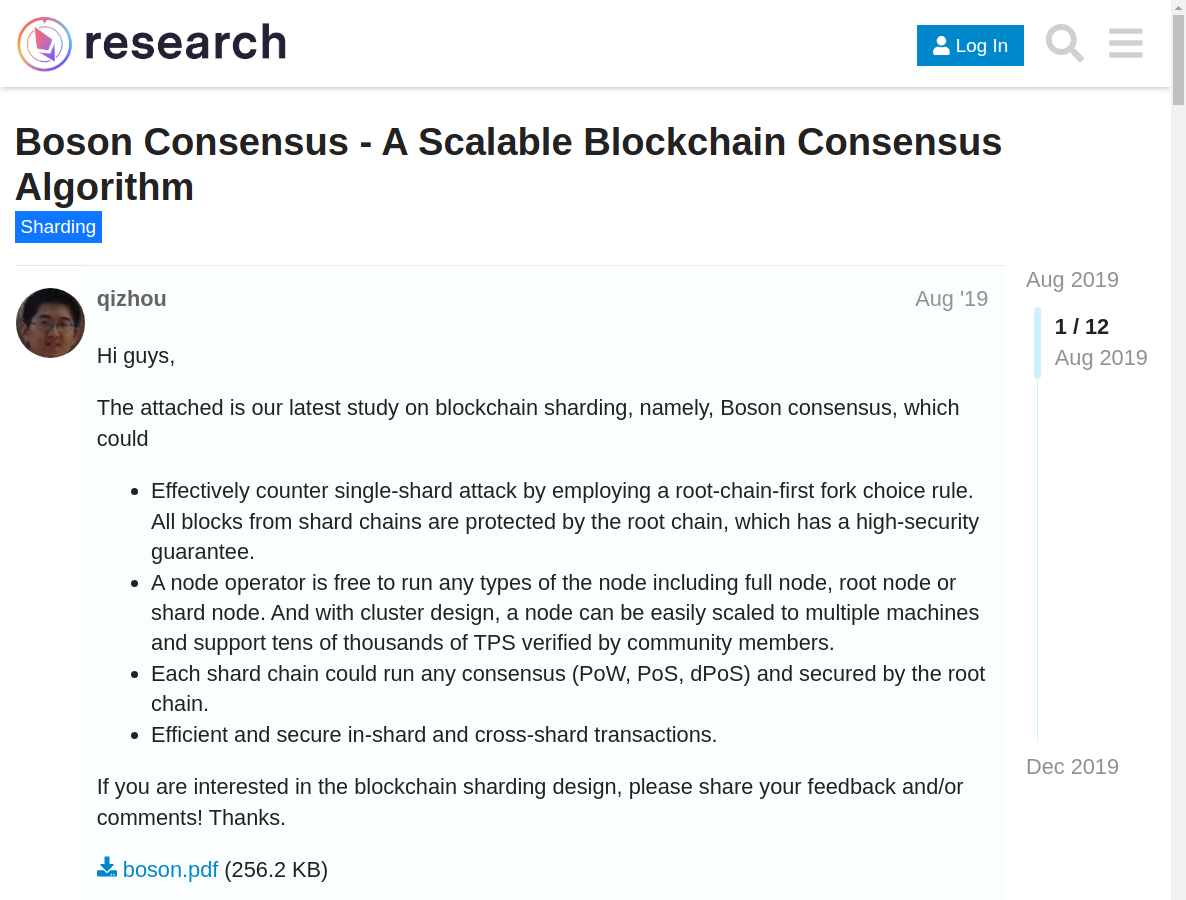 research
Log In
Boson Consensus - A Scalable Blockchain Consensus
Algorithm
Sharding
qizhou
Aug '19
Hi guys,
The attached is our latest study on blockchain sharding, namely, Boson consensus, which
could
• Effectively counter single-shard attack by employing a root-chain-first fork choice rule.
All blocks from shard chains are protected by the root chain, which has a high-security
guarantee.
• A node operator is free to run any types of the node including full node, root node or
shard node. And with cluster design, a node can be easily scaled to multiple machines
and support tens of thousands of TPS verified by community members.
• Each shard chain could run any consensus (PoW, PoS, dPoS) and secured by the root
chain.
• Efficient and secure in-shard and cross-shard transactions.
If you are interested in the blockchain sharding design, please share your feedback and/or
comments! Thanks.
boson.pdf (256.2 KB)
Aug 2019
1 / 12
Aug 2019
Dec 2019